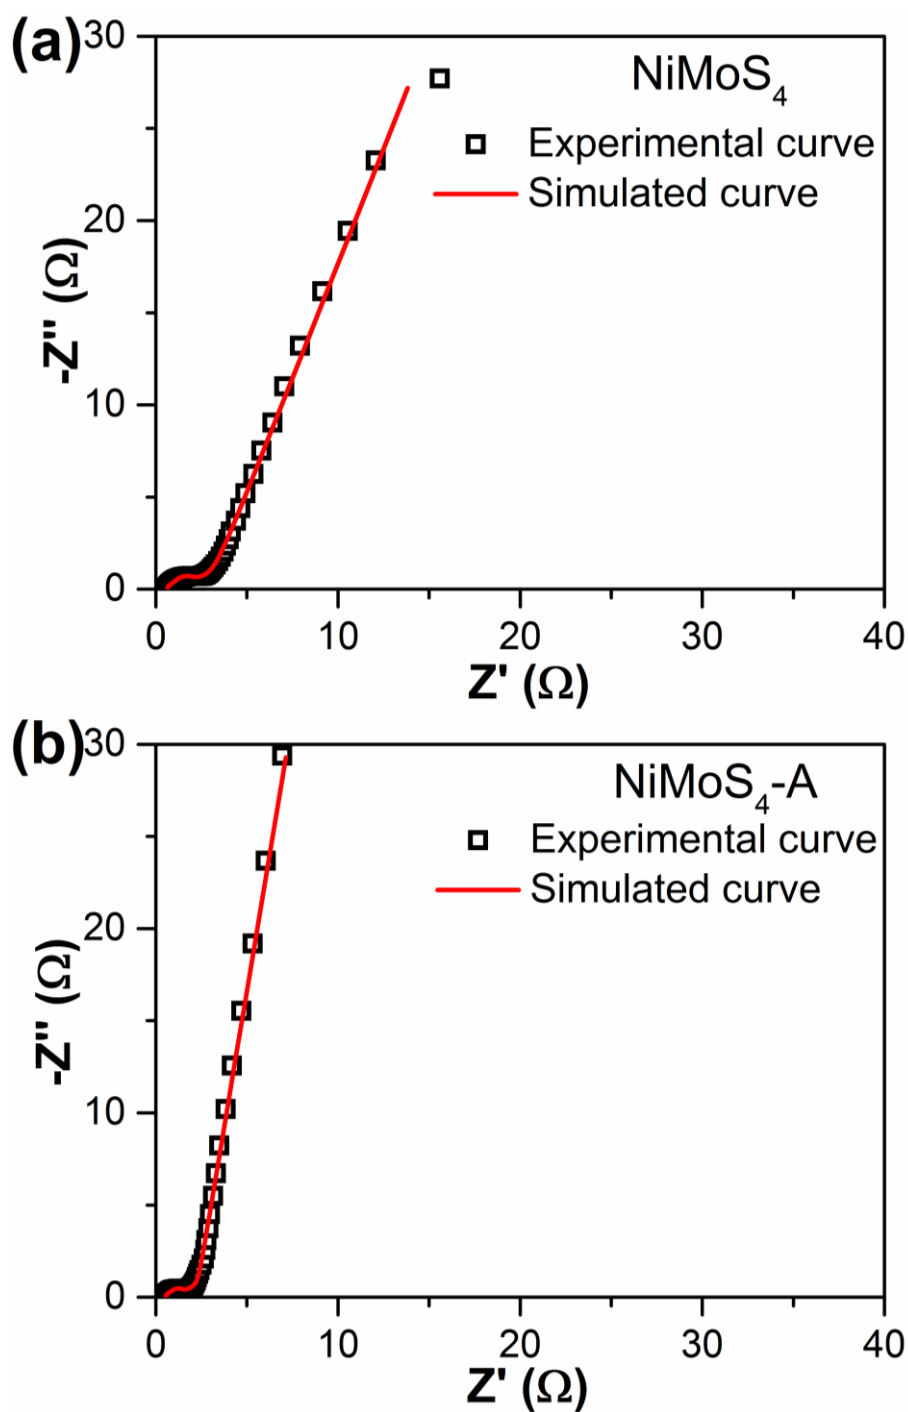 (a)
NiMoS4
Experimental curve
Simulated curve
30
20
10
0
-Z'' (Ω)
0 10 20 30 40
Z' (Ω)
(b)
NiMoS4-A
Experimental curve
Simulated curve
30
20
10
0
-Z'' (Ω)
0 10 20 30 40
Z' (Ω)